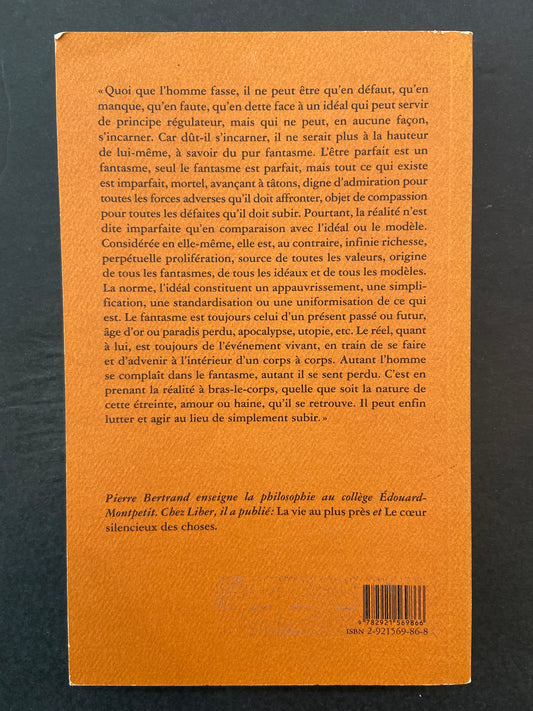 « Quoi que l'homme fasse, il ne peut être qu'en défaut, qu'en
manque, qu'en faute, qu'en dette face à un idéal qui peut servir
de principe régulateur, mais qui ne peut, en aucune façon,
s'incarner. Car dût-il s'incarner, il ne serait plus à la hauteur
de lui-même, à savoir du pur fantasme. L'être parfait est un
fantasme, seul le fantasme est parfait, mais tout ce qui existe
est imparfait, mortel, avançant à tâtons, digne d'admiration pour
toutes les forces adverses qu'il doit affronter, objet de compassion
pour toutes les défaites qu'il doit subir. Pourtant, la réalité n'est
dite imparfaite qu'en comparaison avec l'idéal ou le modèle.
Considérée en elle-même, elle est, au contraire, infinie richesse,
perpétuelle prolifération, source de toutes les valeurs, origine
de tous les fantasmes, de tous les idéaux et de tous les modèles.
La norme, l'idéal constituent un appauvrissement, une simpli-
fication, une standardisation ou une uniformisation de ce qui
est. Le fantasme est toujours celui d'un présent passé ou futur,
âge d'or ou paradis perdu, apocalypse, utopie, etc. Le réel, quant
à lui, est toujours de l'événement vivant, en train de se faire
et d'advenir à l'intérieur d'un corps à corps. Autant l'homme
se complaît dans le fantasme, autant il se sent perdu. C'est en
prenant la réalité à bras-le-corps, quelle que soit la nature de
cette étreinte, amour ou haine, qu'il se retrouve. Il peut enfin
lutter et agir au lieu de simplement subir. »
Pierre Bertrand enseigne la philosophie au collège Édouard-
Montpetit. Chez Liber, il a publié : La vie au plus près et Le cœur
silencieux des choses.
9 782921 569866
ISBN 2-921569-86-8